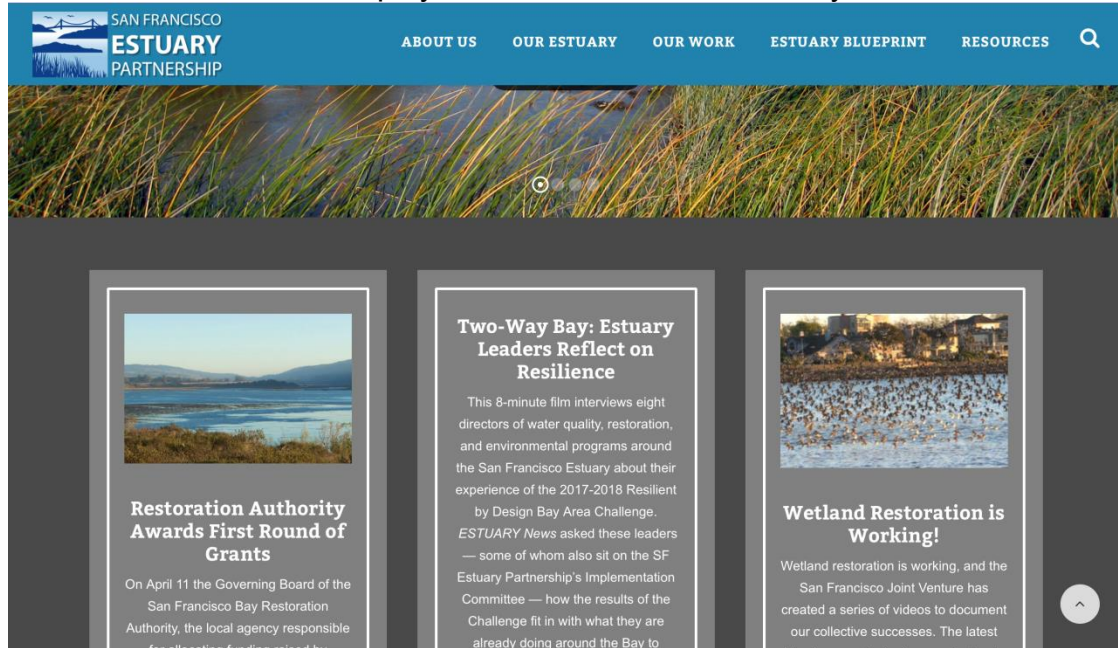 SAN FRANCISCO
ESTUARY
PARTNERSHIP
ABOUT US OUR ESTUARY OUR WORK ESTUARY BLUEPRINT RESOURCES
Restoration Authority
Awards First Round of
Grants
On April 11 the Governing Board of the
San Francisco Bay Restoration
Authority, the local agency responsible
for allocating funding raised by
Two-Way Bay: Estuary
Leaders Reflect on
Resilience
This 8-minute film interviews eight
directors of water quality, restoration,
and environmental programs around
the San Francisco Estuary about their
experience of the 2017-2018 Resilient
by Design Bay Area Challenge.
ESTUARY News asked these leaders
— some of whom also sit on the SF
Estuary Partnership's Implementation
Committee — how the results of the
Challenge fit in with what they are
already doing around the Bay to
Wetland Restoration is
Working!
Wetland restoration is working, and the
San Francisco Joint Venture has
created a series of videos to document
our collective successes. The latest